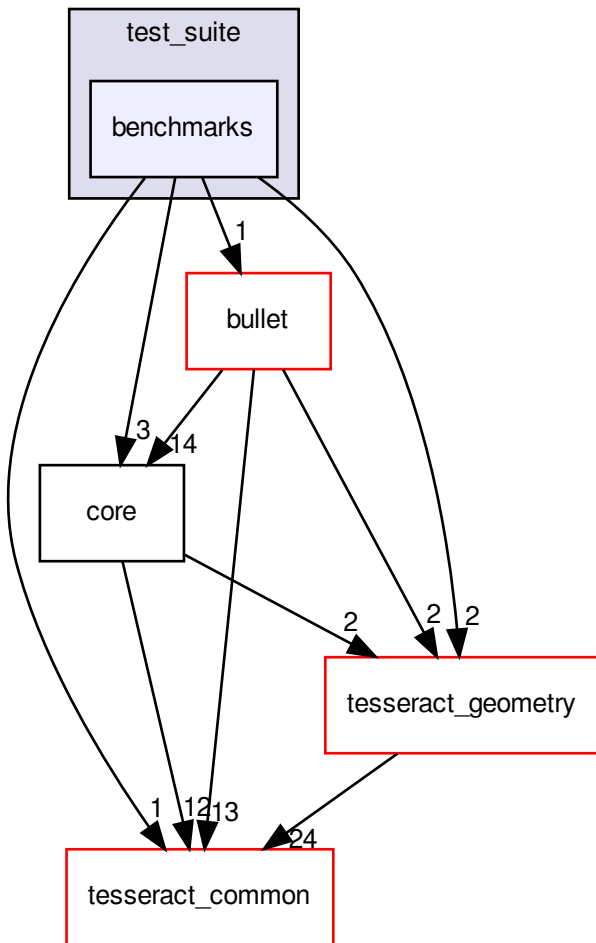 test_suite
benchmarks
1
bullet
3
14
core
2
2
2
tesseract_geometry
1
12
13
24
tesseract_common